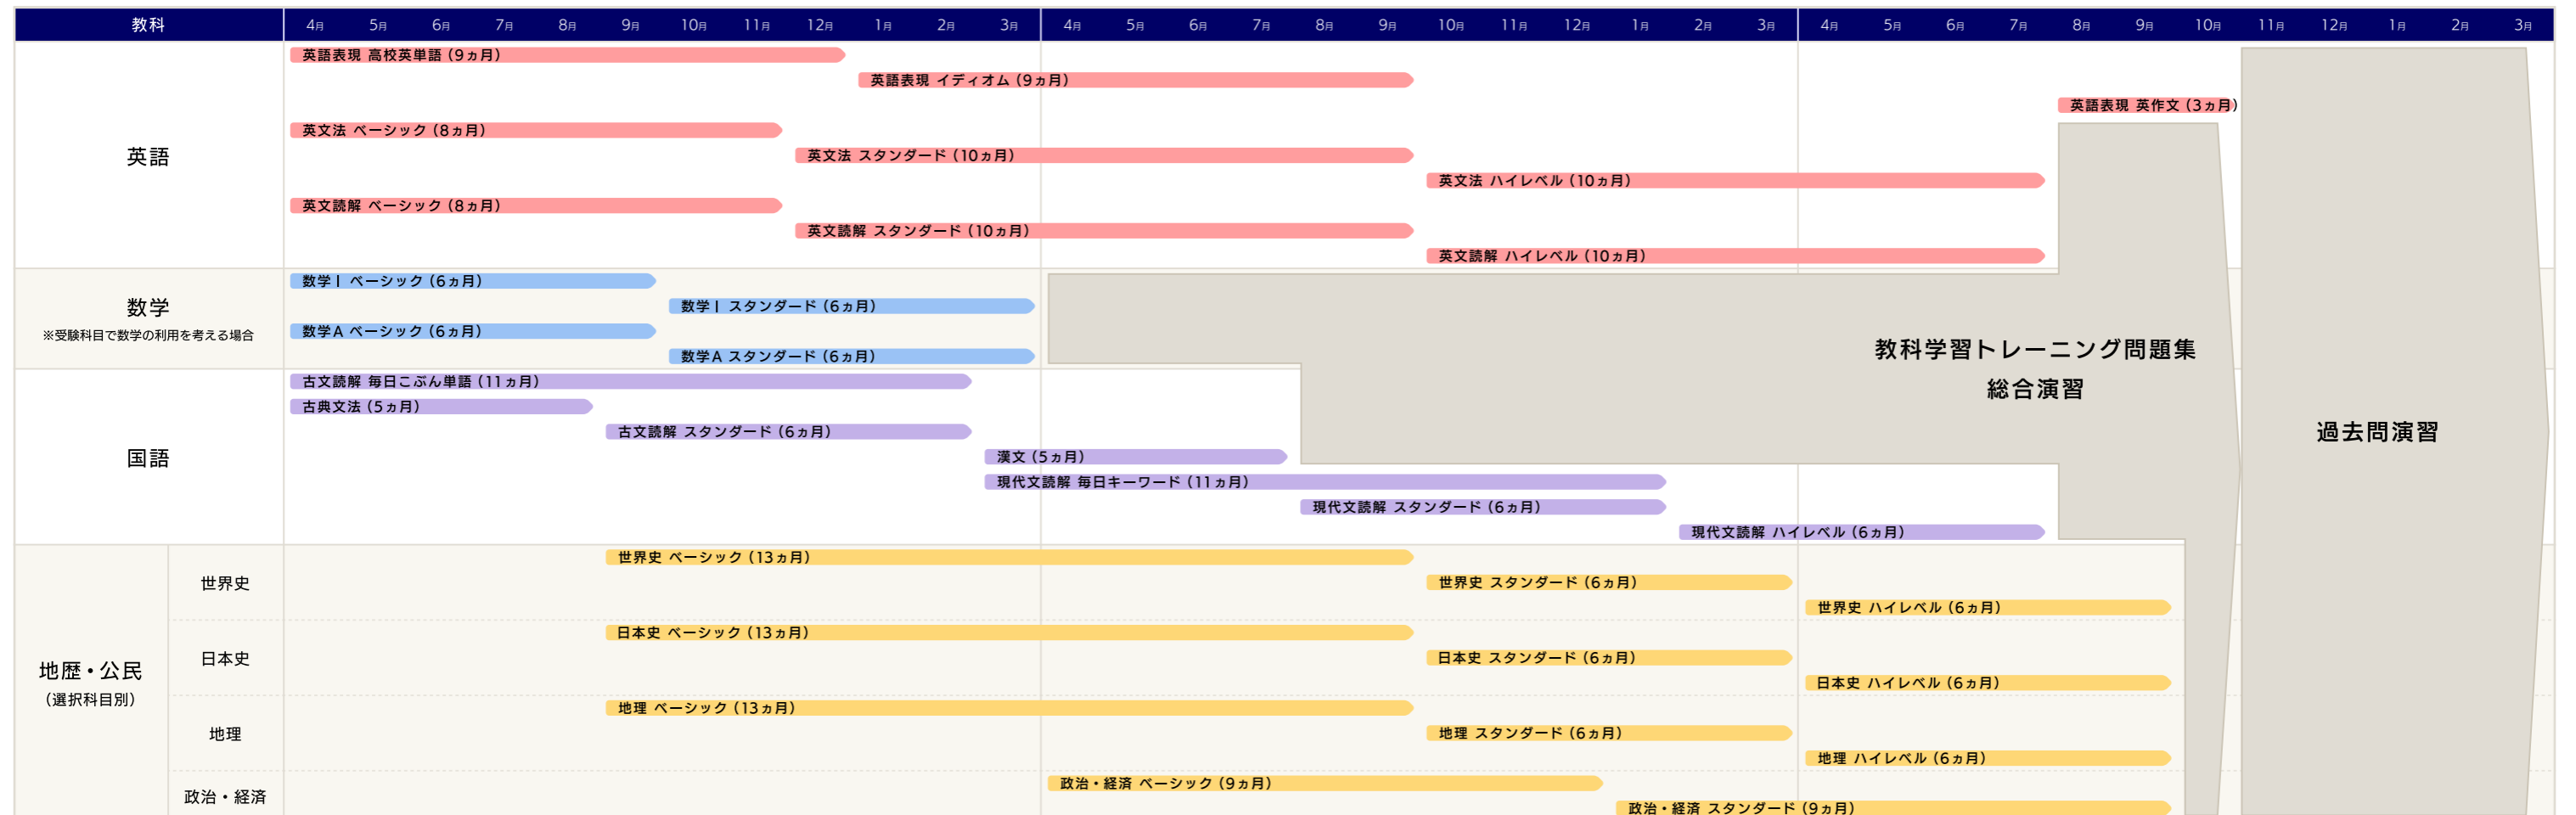 教科 4月 5月 6月 7月 8月 9月 10月 11月 12月 1月 2月 3月 4月 5月 6月 7月 8月 9月 10月 11月 12月 1月 2月 3月 4月 5月 6月 7月 8月 9月 10月 11月 12月 1月 2月 3月
英語
英語表現 高校英単語 (9ヵ月)
英語表現 イディオム (9ヵ月)
英語表現 英作文 (3ヵ月)
英文法 ベーシック (8ヵ月)
英文法 スタンダード (10ヵ月)
英文法 ハイレベル (10ヵ月)
英文読解 ベーシック (8ヵ月)
英文読解 スタンダード (10ヵ月)
英文読解 ハイレベル (10ヵ月)
数学
※受験科目で数学の利用を考える場合
数学Ⅰ ベーシック (6ヵ月)
数学Ⅰ スタンダード (6ヵ月)
数学A ベーシック (6ヵ月)
数学A スタンダード (6ヵ月)
国語
古文読解 毎日こぶん単語 (11ヵ月)
古典文法 (5ヵ月)
古文読解 スタンダード (6ヵ月)
漢文 (5ヵ月)
現代文読解 毎日キーワード (11ヵ月)
現代文読解 スタンダード (6ヵ月)
現代文読解 ハイレベル (6ヵ月)
教科学習トレーニング問題集
総合演習
過去問演習
地歴・公民
(選択科目別)
世界史
世界史 ベーシック (13ヵ月)
世界史 スタンダード (6ヵ月)
世界史 ハイレベル (6ヵ月)
日本史
日本史 ベーシック (13ヵ月)
日本史 スタンダード (6ヵ月)
日本史 ハイレベル (6ヵ月)
地理
地理 ベーシック (13ヵ月)
地理 スタンダード (6ヵ月)
地理 ハイレベル (6ヵ月)
政治・経済
政治・経済 ベーシック (9ヵ月)
政治・経済 スタンダード (9ヵ月)